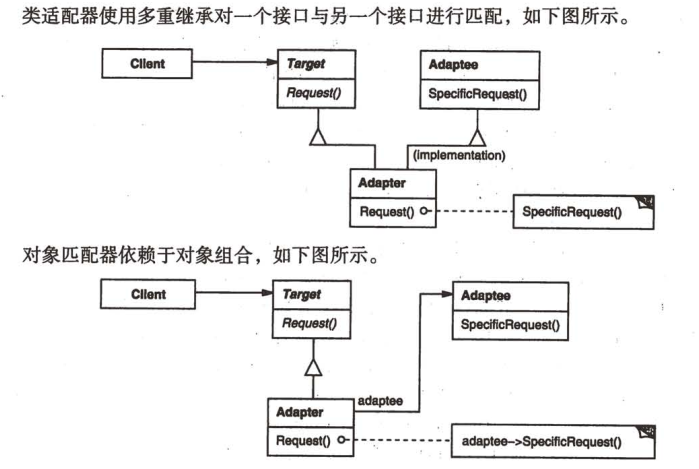 类适配器使用多重继承对一个接口与另一个接口进行匹配，如下图所示。
Client
Target
Request()
Adaptee
SpecificRequest()
(implementation)
Adapter
Request()
SpecificRequest()
对象匹配器依赖于对象组合，如下图所示。
Client
Target
Request()
Adaptee
SpecificRequest()
adaptee
Adapter
Request()
adaptee-->SpecificRequest()